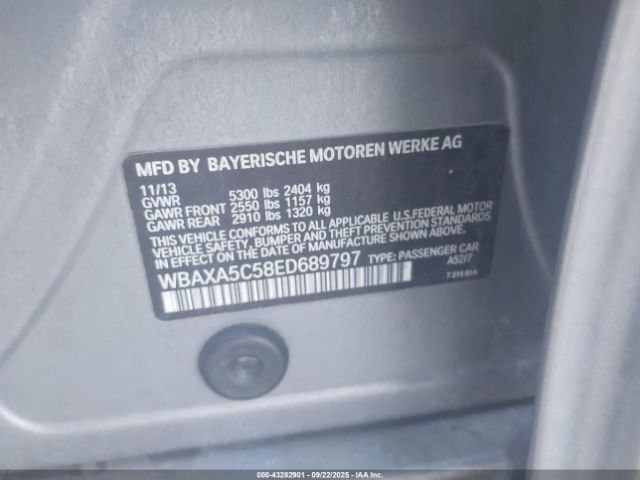 MFD BY BAYERISCHE MOTOREN WERKE AG
11/13
GVWR 5300 lbs 2404 kg
GAWR FRONT 2550 lbs 1157 kg
GAWR REAR 2910 lbs 1320 kg
THIS VEHICLE CONFORMS TO ALL APPLICABLE U.S.FEDERAL MOTOR
VEHICLE SAFETY, BUMPER, AND THEFT PREVENTION STANDARDS
IN EFFECT ON THE DATE OF MANUFACTURE SHOWN ABOVE.
WBAXA5C58ED689797 TYPE: PASSENGER CAR
A52/7
000-43282901 - 09/22/2025 - IAAI.COM